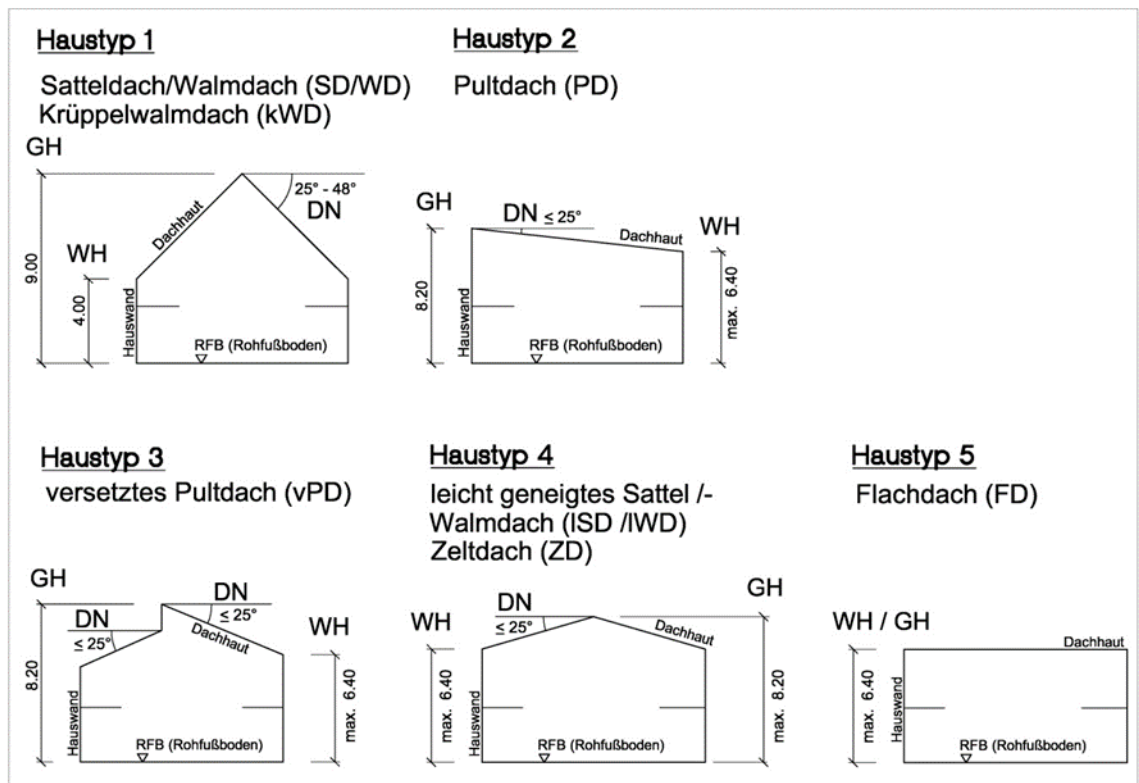 Haustyp 1
Satteldach/Walmdach (SD/WD)
Krüppelwalmdach (kWD)
GH
25° - 48°
DN
Dachhaut
WH
9.00
4.00
Hauswand
RFB (Rohfußboden)
Haustyp 2
Pultdach (PD)
GH
DN ≤ 25°
Dachhaut
WH
8.20
max. 6.40
Hauswand
RFB (Rohfußboden)
Haustyp 3
versetztes Pultdach (vPD)
GH
DN
≤ 25°
DN
≤ 25°
Dachhaut
WH
8.20
max. 6.40
Hauswand
RFB (Rohfußboden)
Haustyp 4
leicht geneigtes Sattel /-
Walmdach (lSD /lWD)
Zeltdach (ZD)
GH
DN
≤ 25°
WH
Dachhaut
max. 6.40
8.20
Hauswand
RFB (Rohfußboden)
Haustyp 5
Flachdach (FD)
WH / GH
Dachhaut
max. 6.40
Hauswand
RFB (Rohfußboden)